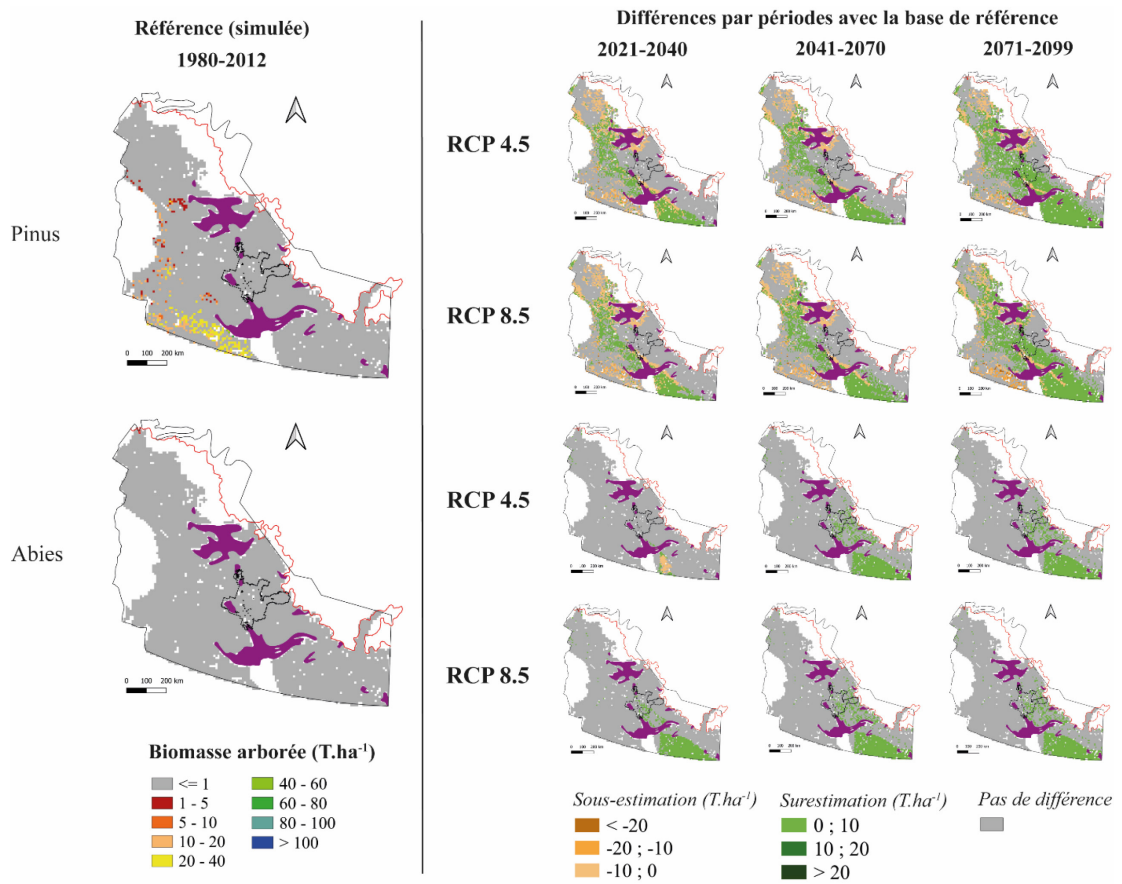 Référence (simulée)
1980-2012
Différences par périodes avec la base de référence
2021-2040
2041-2070
2071-2099
Pinus
RCP 4.5
RCP 8.5
Abies
RCP 4.5
RCP 8.5
0 100 200 km
0 100 200 km
Biomasse arborée (T.ha⁻¹)
<= 1
1 - 5
5 - 10
10 - 20
20 - 40
40 - 60
60 - 80
80 - 100
> 100
Sous-estimation (T.ha⁻¹)
< -20
-20 ; -10
-10 ; 0
Surestimation (T.ha⁻¹)
0 ; 10
10 ; 20
> 20
Pas de différence